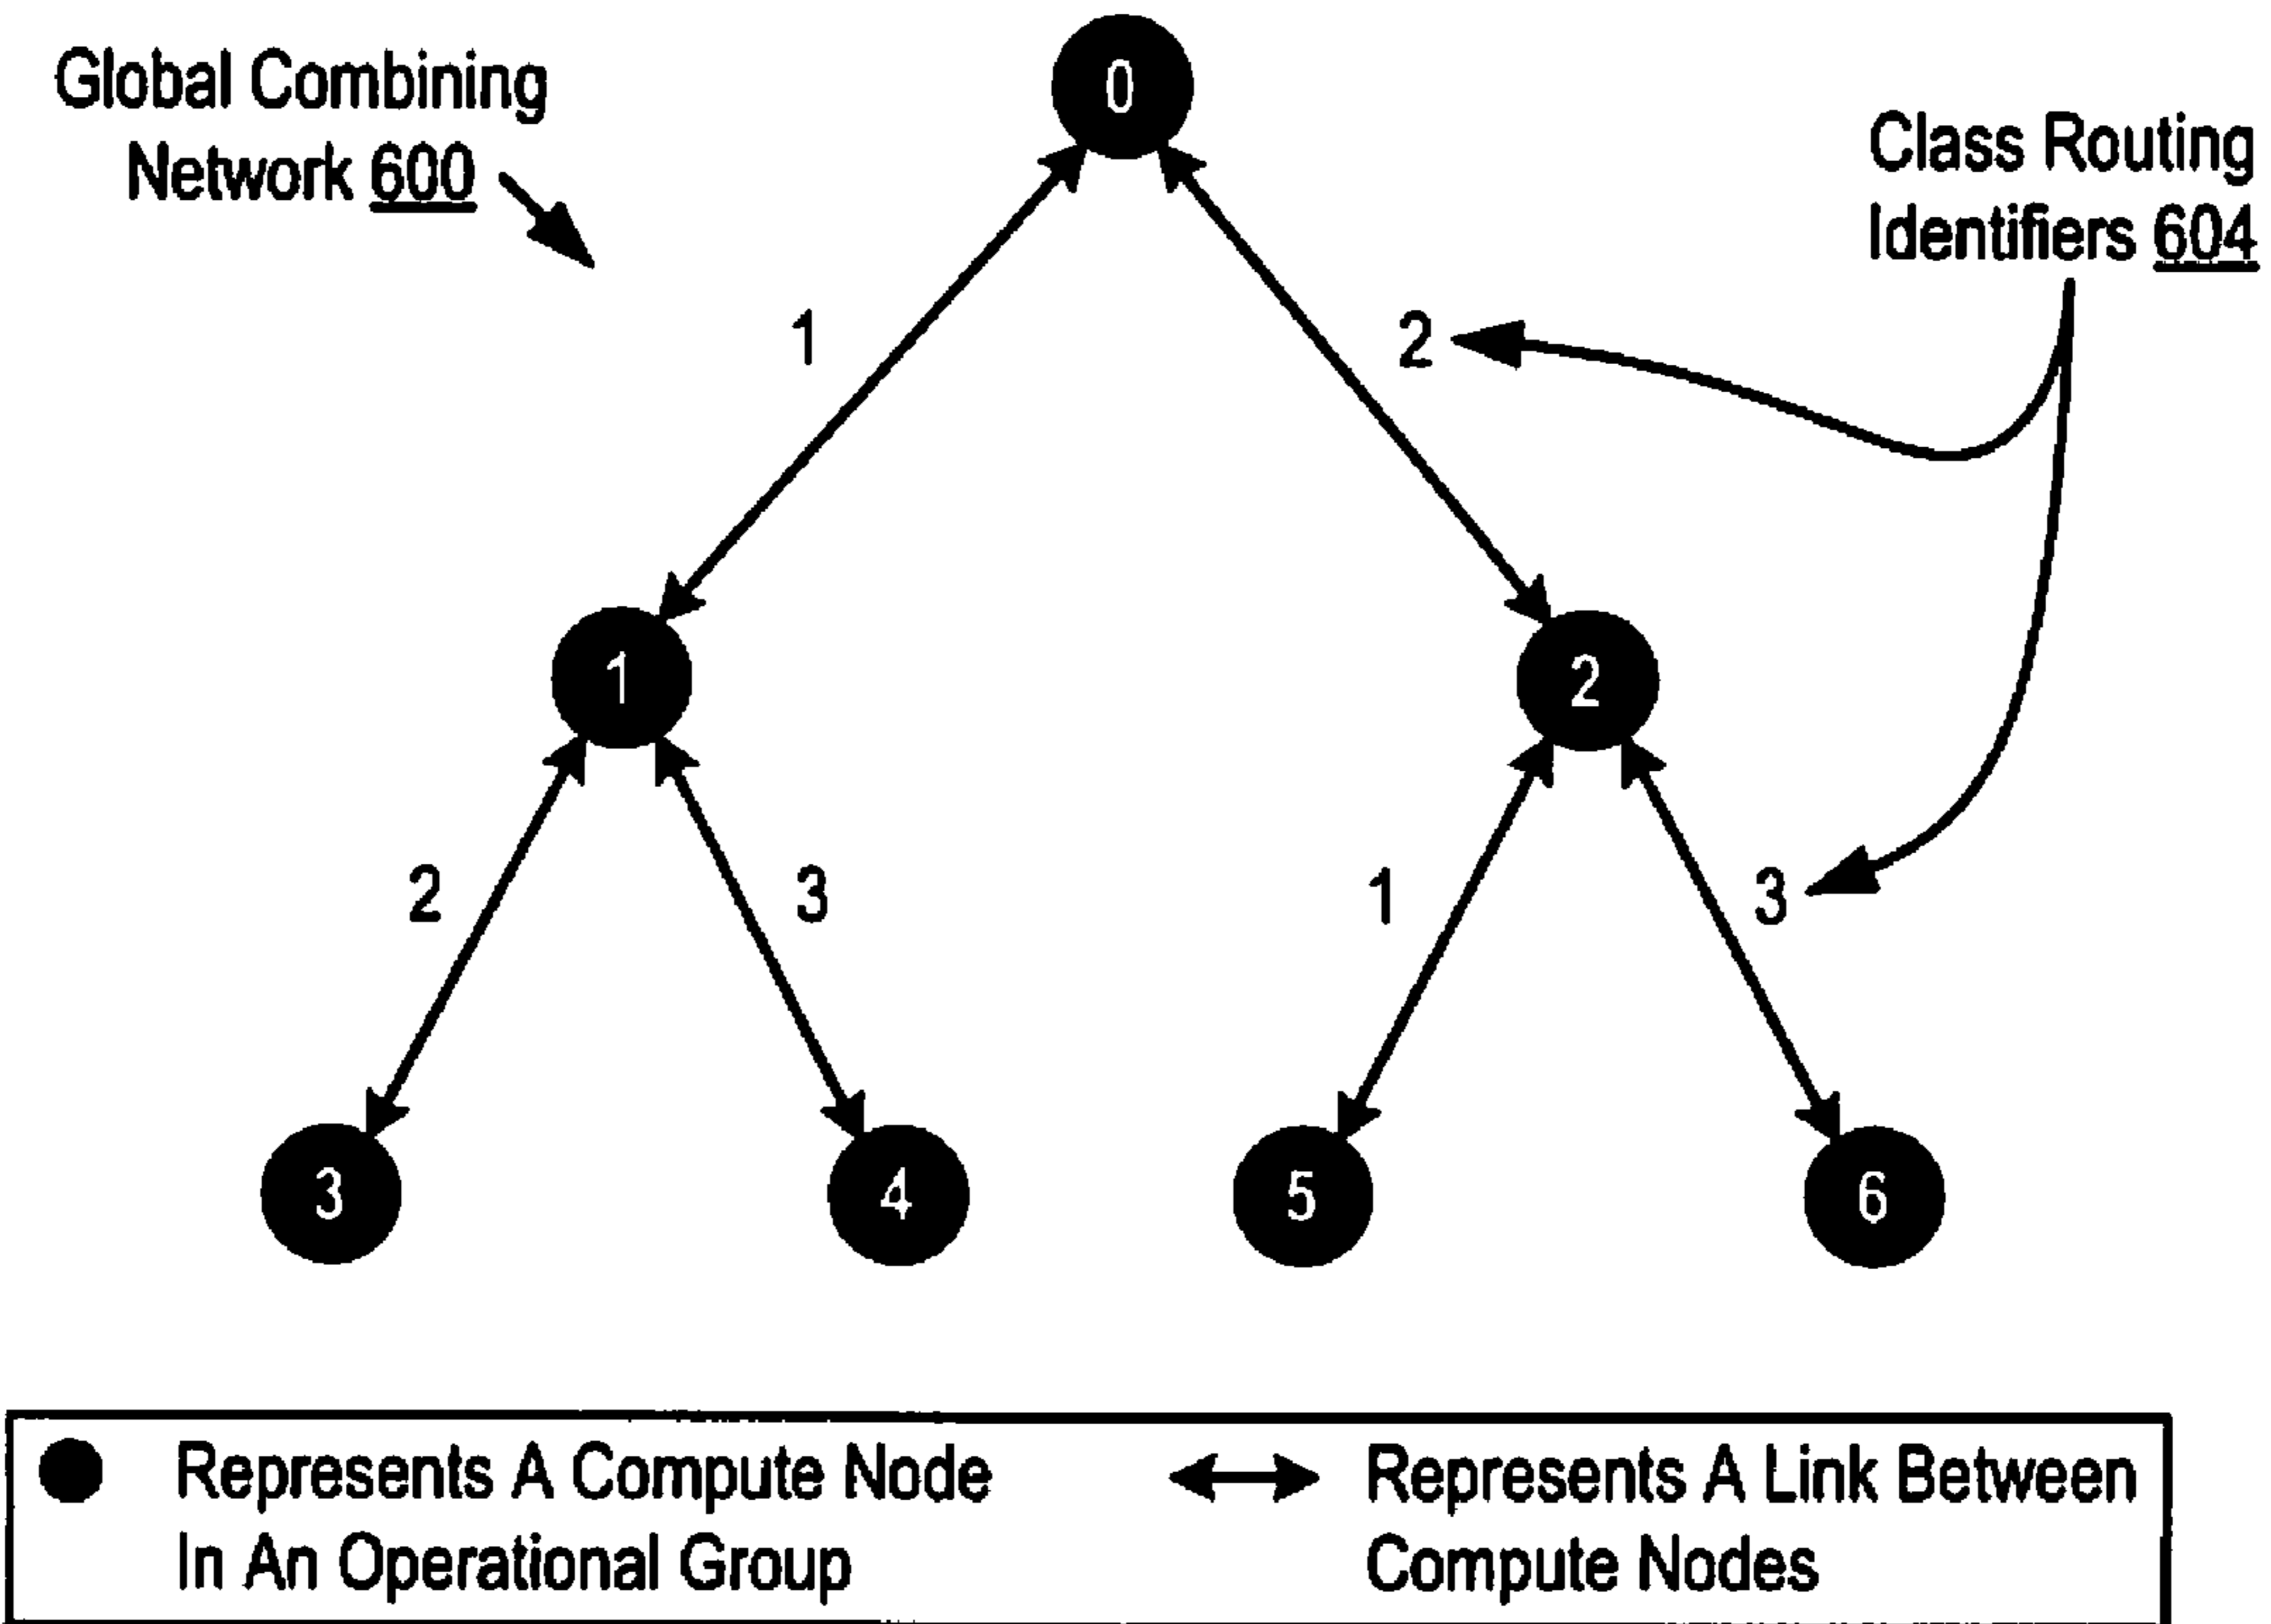 Global Combining
Network 600
Class Routing
Identifiers 604
0
1
2
1
2
2
3
1
3
3
4
5
6
Represents A Compute Node
In An Operational Group
Represents A Link Between
Compute Nodes